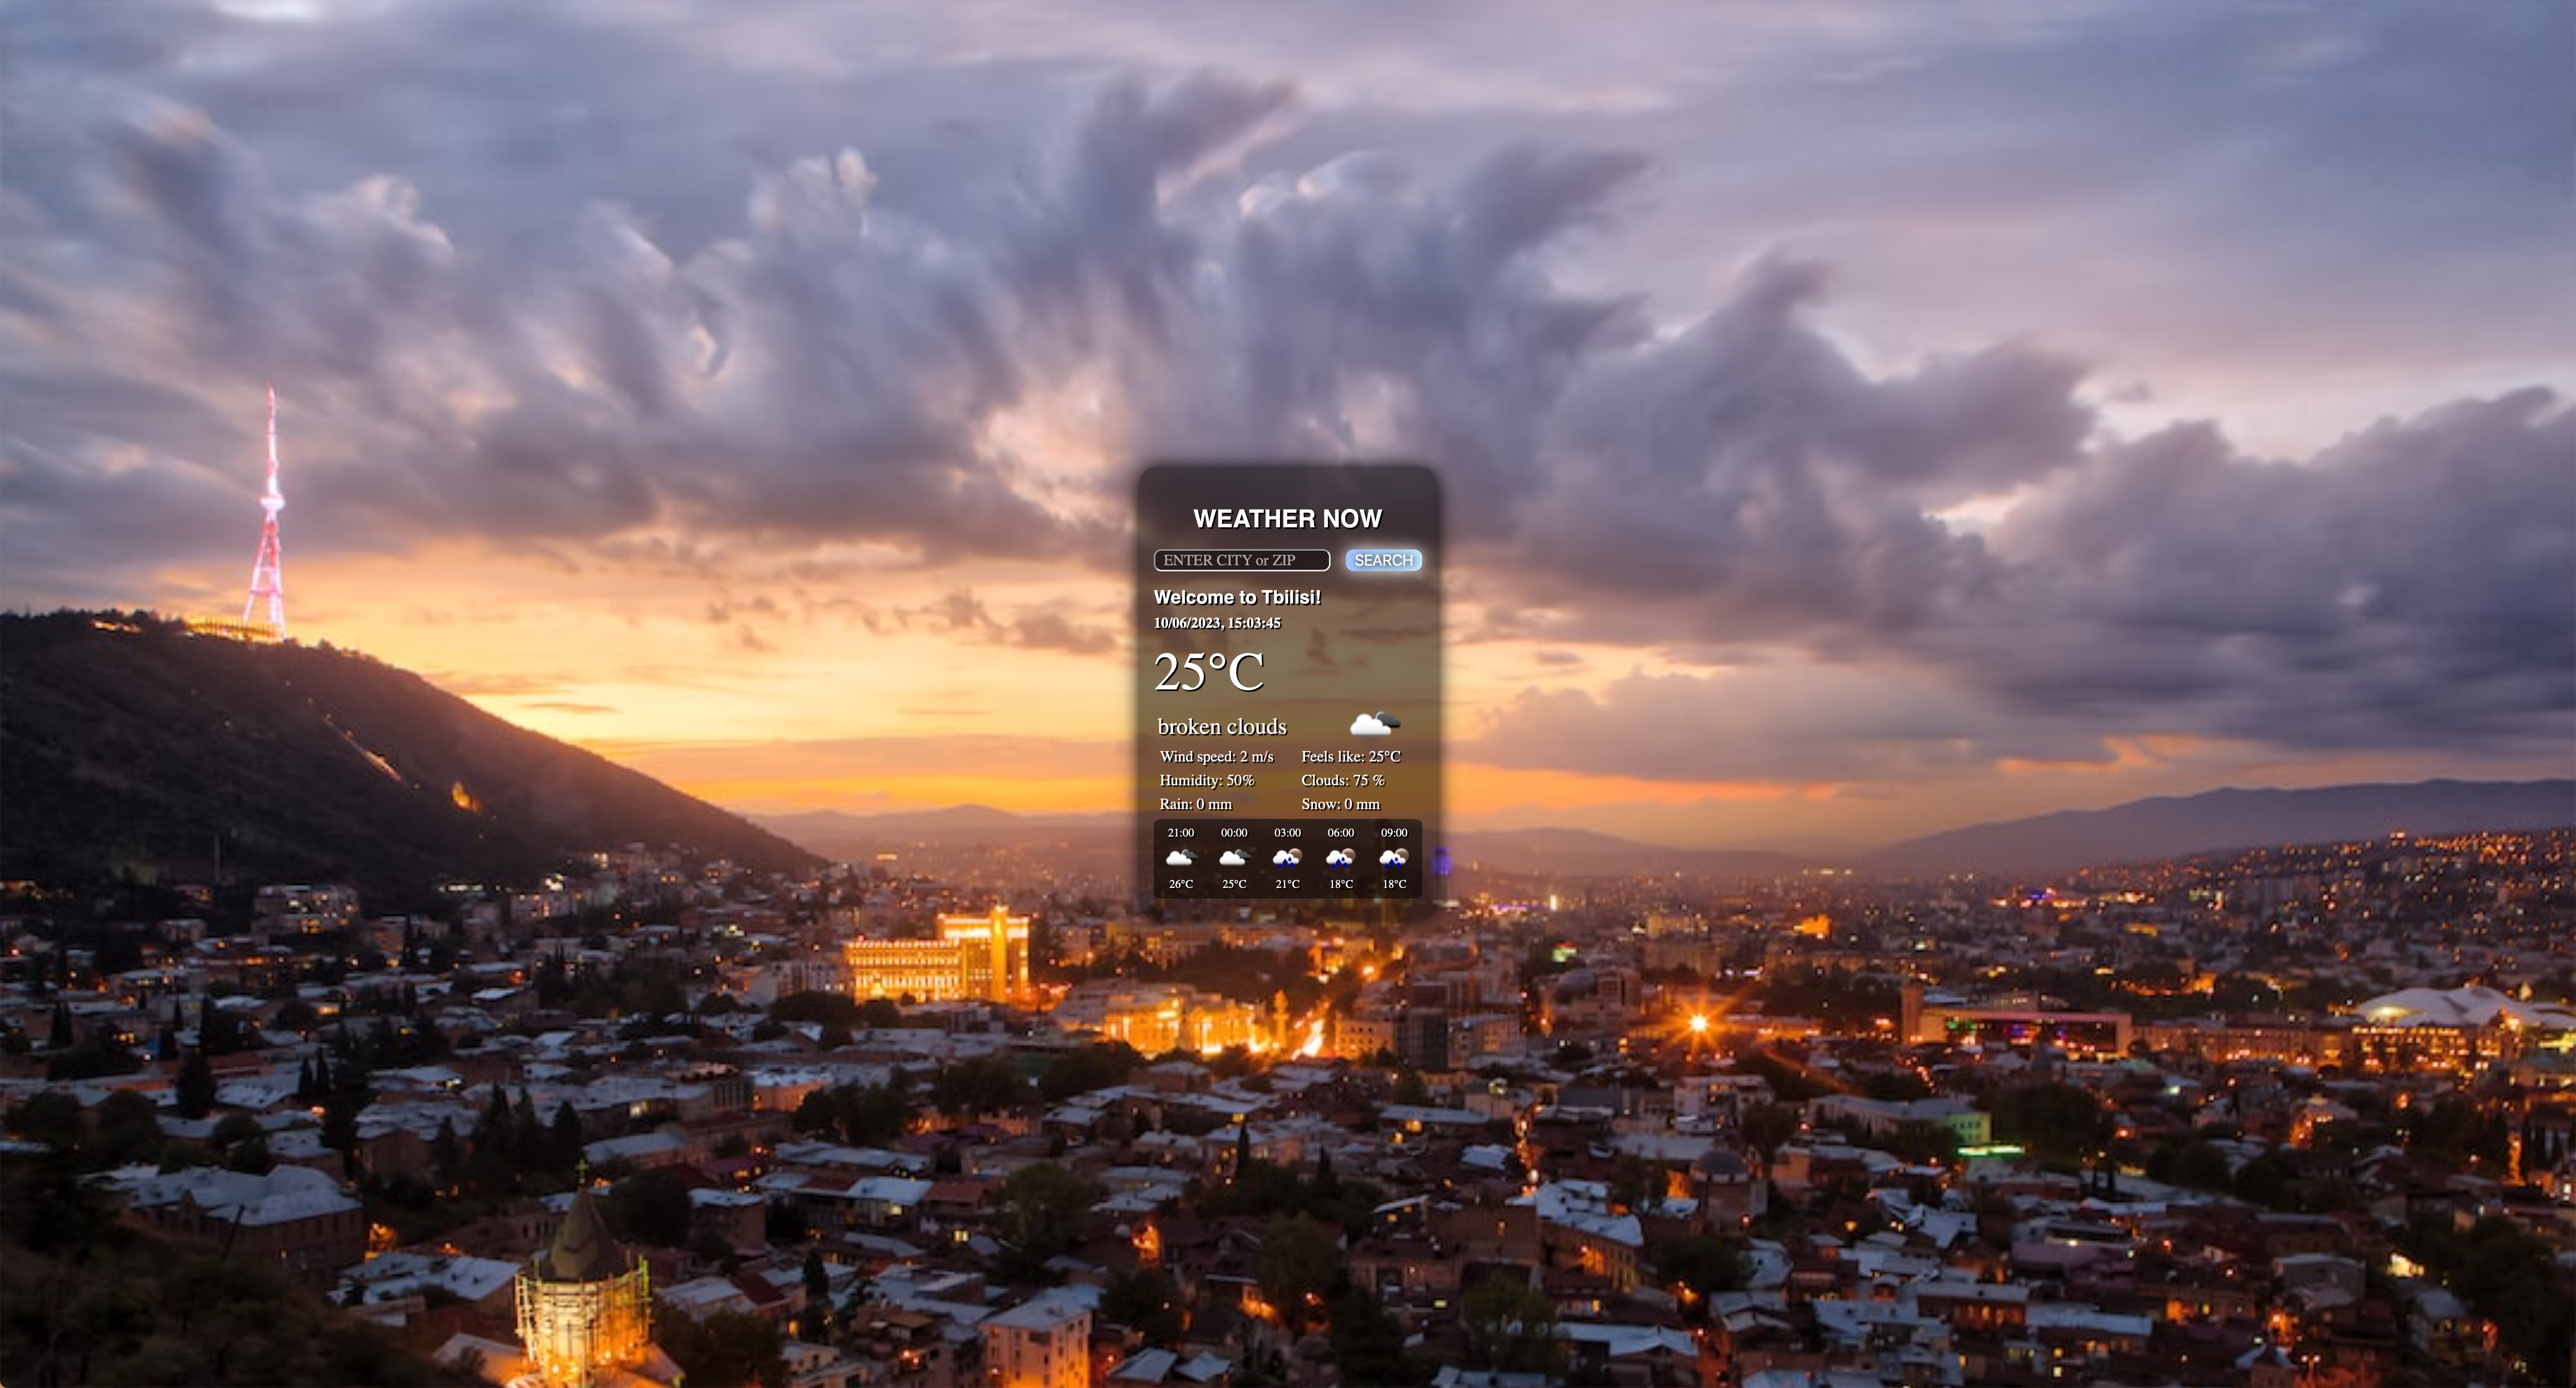 WEATHER NOW
ENTER CITY or ZIP SEARCH
Welcome to Tbilisi!
10/06/2023, 15:03:45
25°C
broken clouds
Wind speed: 2 m/s Feels like: 25°C
Humidity: 50% Clouds: 75 %
Rain: 0 mm Snow: 0 mm
21:00 00:00 03:00 06:00 09:00
26°C 25°C 21°C 18°C 18°C